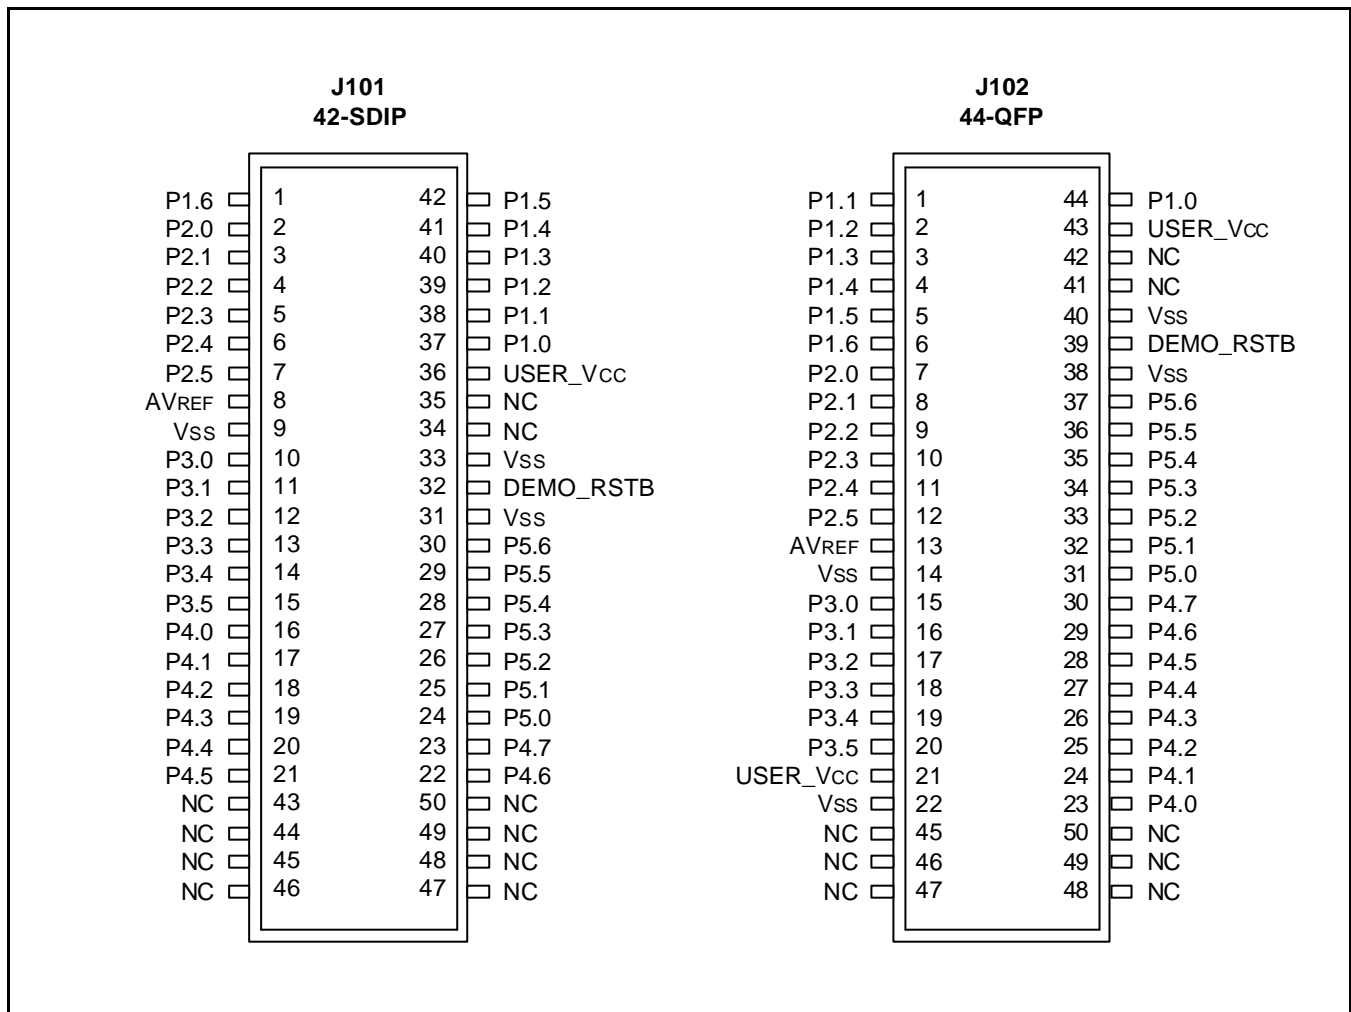 J101 J102
42-SDIP 44-QFP
P1.6 1 42 P1.5 P1.1 1 44 P1.0
P2.0 2 41 P1.4 P1.2 2 43 USER_VCC
P2.1 3 40 P1.3 P1.3 3 42 NC
P2.2 4 39 P1.2 P1.4 4 41 NC
P2.3 5 38 P1.1 P1.5 5 40 VSS
P2.4 6 37 P1.0 P1.6 6 39 DEMO_RSTB
P2.5 7 36 USER_VCC P2.0 7 38 VSS
AVREF 8 35 NC P2.1 8 37 P5.6
VSS 9 34 NC P2.2 9 36 P5.5
P3.0 10 33 VSS P2.3 10 35 P5.4
P3.1 11 32 DEMO_RSTB P2.4 11 34 P5.3
P3.2 12 31 VSS P2.5 12 33 P5.2
P3.3 13 30 P5.6 AVREF 13 32 P5.1
P3.4 14 29 P5.5 VSS 14 31 P5.0
P3.5 15 28 P5.4 P3.0 15 30 P4.7
P4.0 16 27 P5.3 P3.1 16 29 P4.6
P4.1 17 26 P5.2 P3.2 17 28 P4.5
P4.2 18 25 P5.1 P3.3 18 27 P4.4
P4.3 19 24 P5.0 P3.4 19 26 P4.3
P4.4 20 23 P4.7 P3.5 20 25 P4.2
P4.5 21 22 P4.6 USER_VCC 21 24 P4.1
NC 43 50 NC VSS 22 23 P4.0
NC 44 49 NC NC 45 50 NC
NC 45 48 NC NC 46 49 NC
NC 46 47 NC NC 47 48 NC